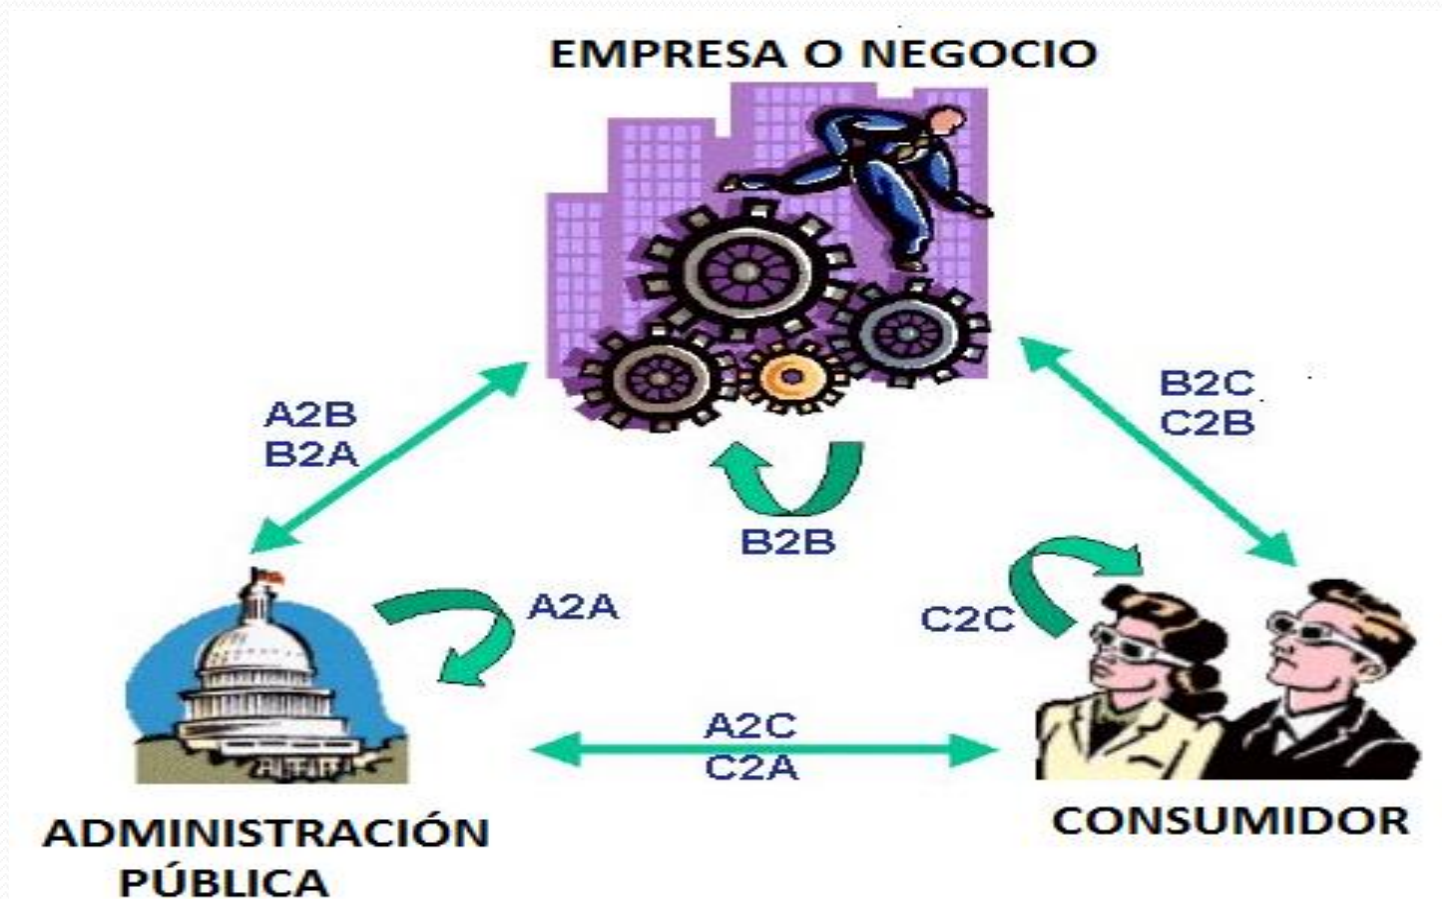 EMPRESA O NEGOCIO
A2B
B2A
B2C
C2B
B2B
A2A
C2C
A2C
C2A
ADMINISTRACIÓN
PÚBLICA
CONSUMIDOR